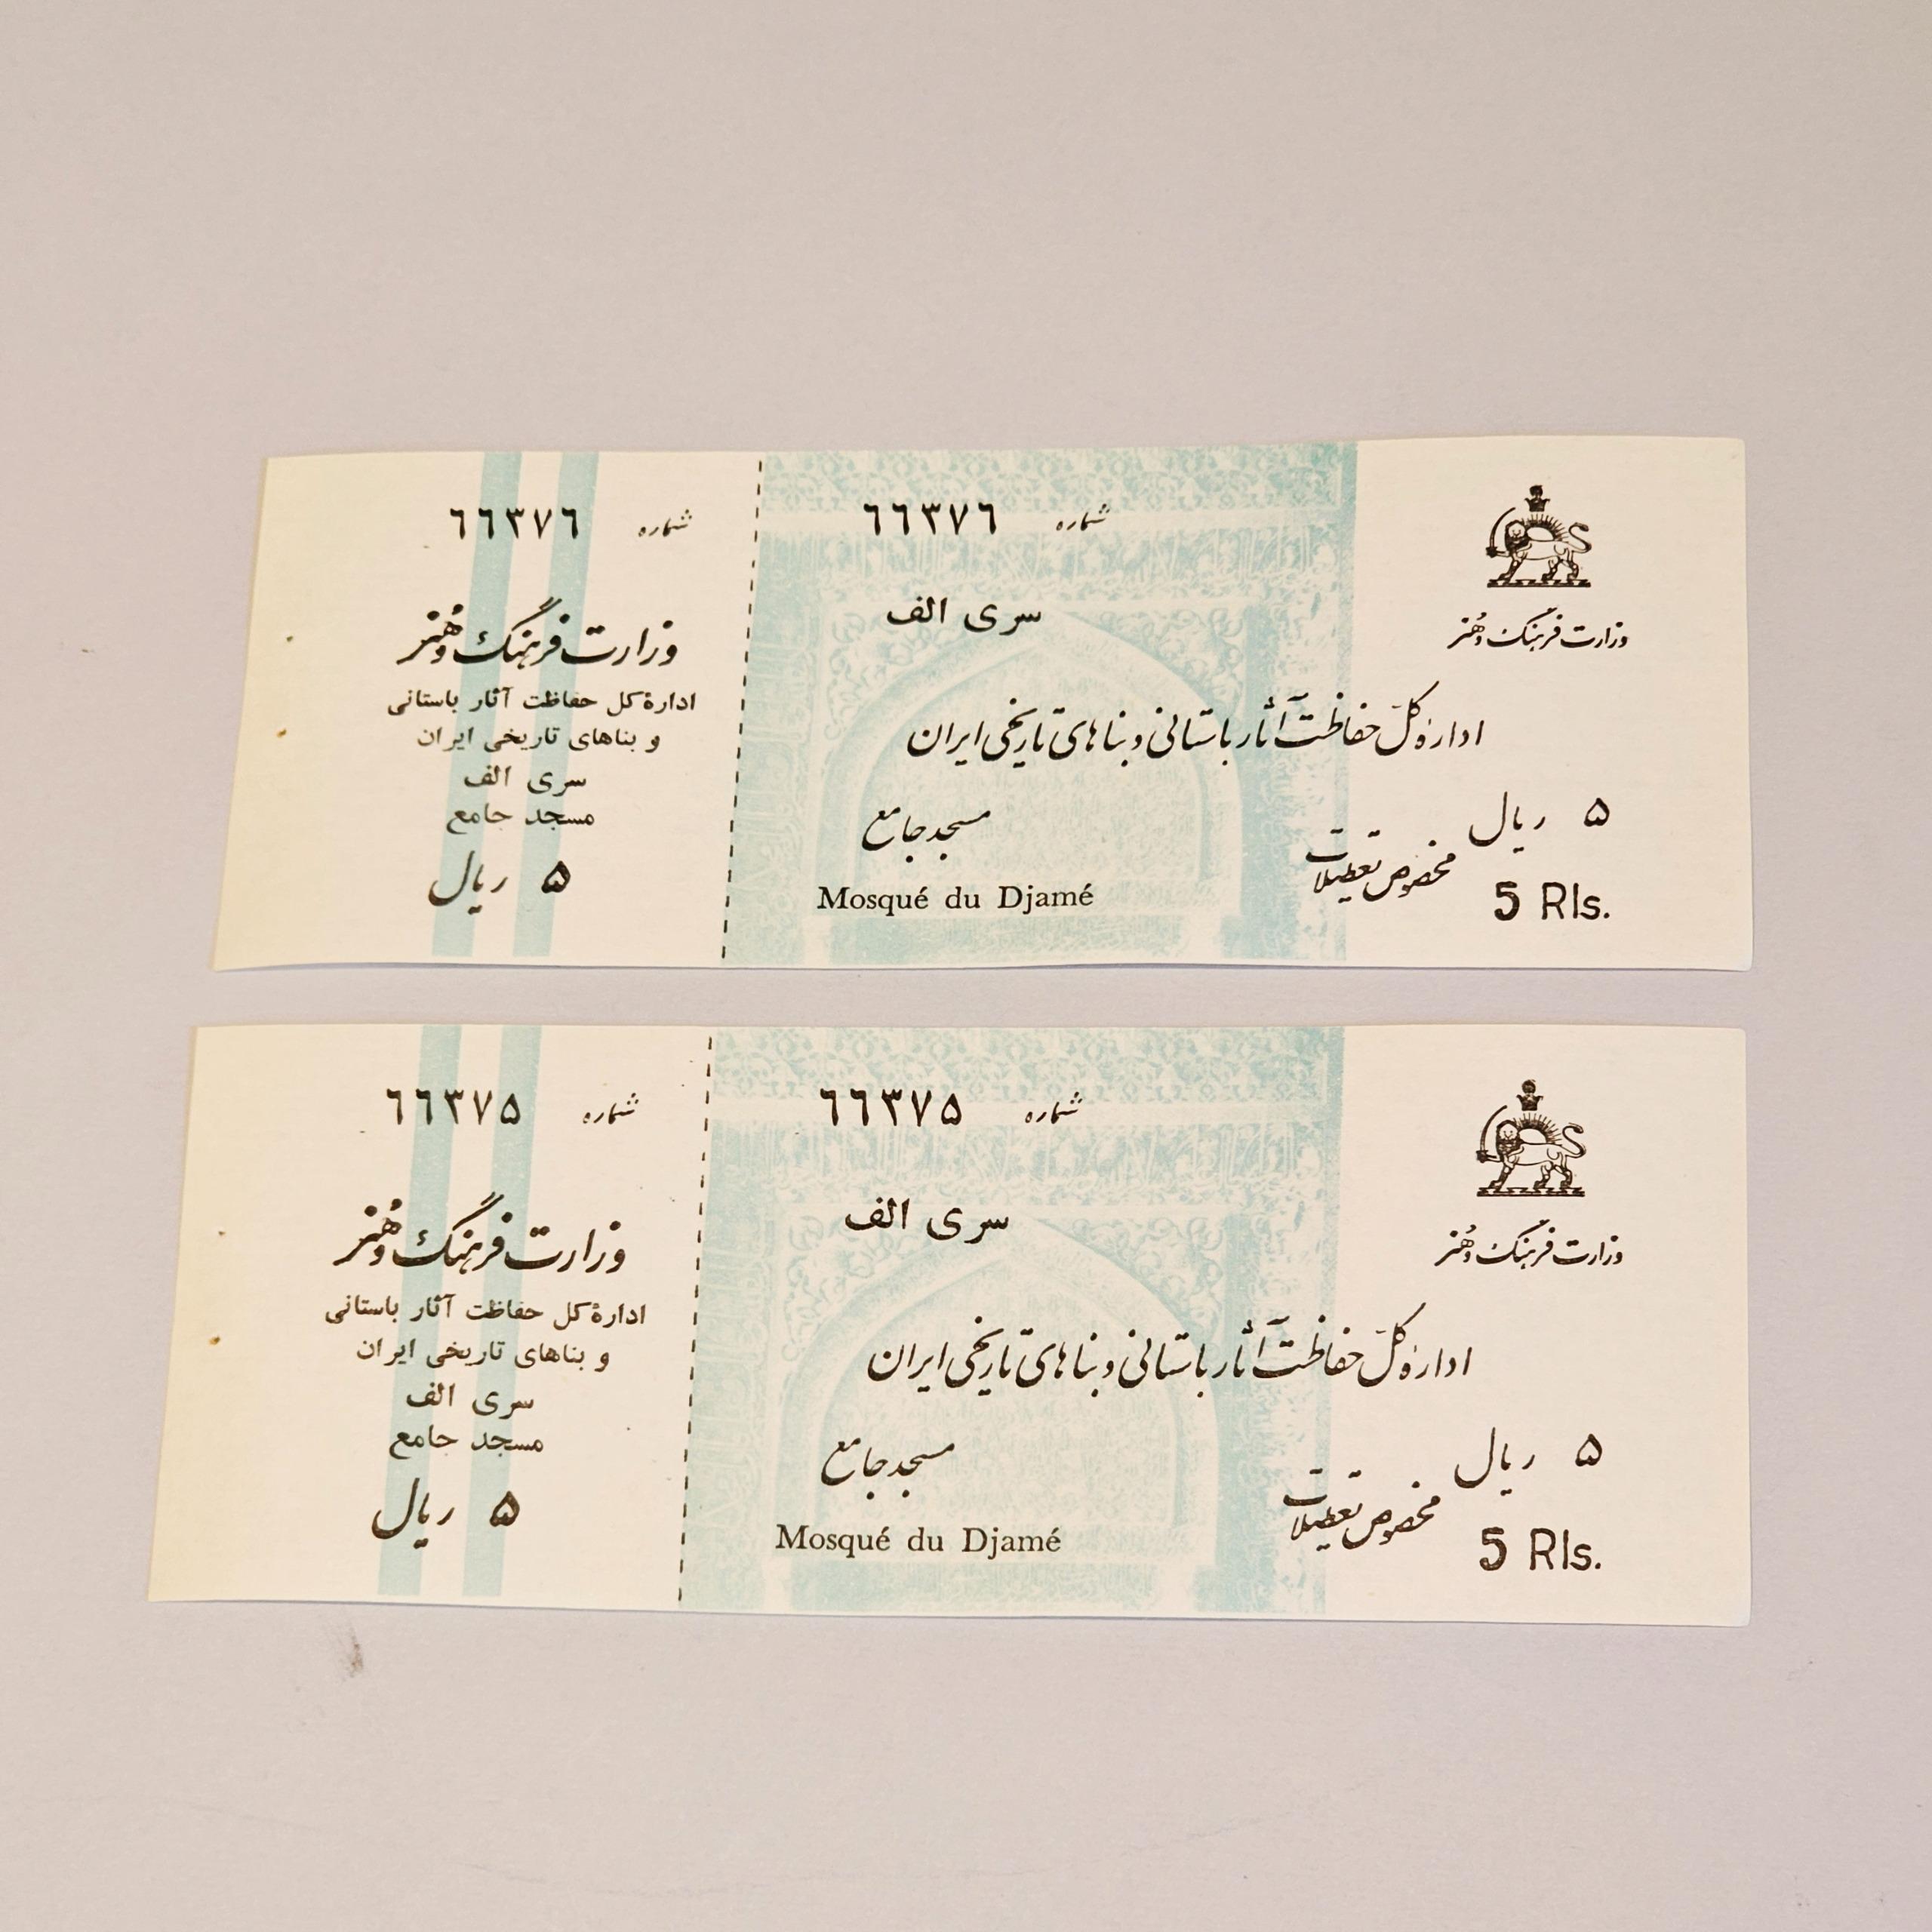 شماره ٦٦٣٧٦
وزارت فرهنگ و هنر
ادارهٔ کل حفاظت آثار باستانی
و بناهای تاریخی ایران
سری الف
مسجد جامع
۵ ریال
شماره ٦٦٣٧٦
سری الف
وزارت فرهنگ و هنر
ادارهٔ کلّ حفاظت آثار باستانی و بناهای تاریخی ایران
مسجد جامع
Mosqué du Djamé
۵ ریال
مخصوص تعطیلات
5 Rls.
شماره ٦٦٣٧۵
وزارت فرهنگ و هنر
ادارهٔ کل حفاظت آثار باستانی
و بناهای تاریخی ایران
سری الف
مسجد جامع
۵ ریال
شماره ٦٦٣٧۵
سری الف
وزارت فرهنگ و هنر
ادارهٔ کلّ حفاظت آثار باستانی و بناهای تاریخی ایران
مسجد جامع
Mosqué du Djamé
۵ ریال
مخصوص تعطیلات
5 Rls.